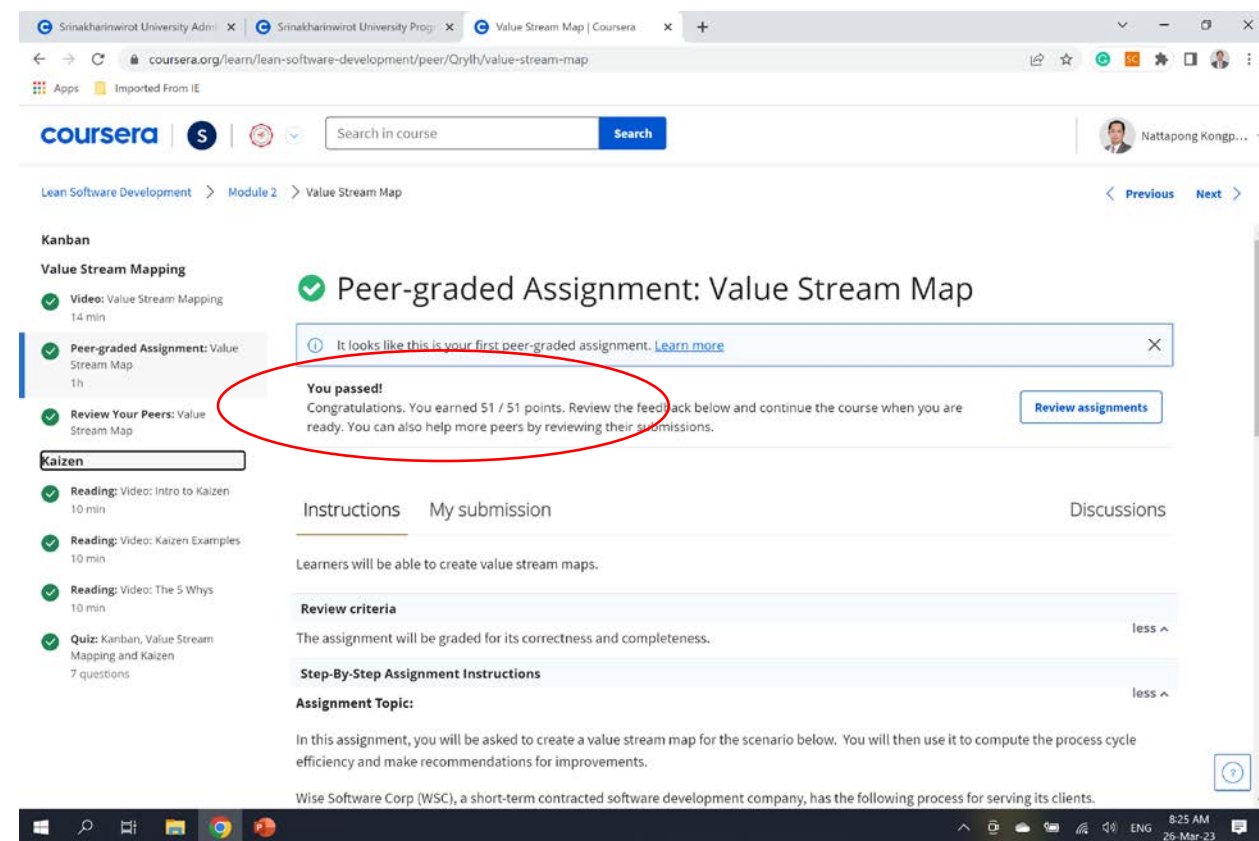 Srinakharinwirot University Adm
Srinakharinwirot University Prog
Value Stream Map | Coursera
coursera.org/learn/lean-software-development/peer/Qrylh/value-stream-map
Apps
Imported From IE
coursera
S
Search in course
Search
Nattapong Kongp...
Lean Software Development > Module 2 > Value Stream Map
Previous
Next
Kanban
Value Stream Mapping
Video: Value Stream Mapping
14 min
Peer-graded Assignment: Value
Stream Map
1h
Review Your Peers: Value
Stream Map
Kaizen
Reading: Video: Intro to Kaizen
10 min
Reading: Video: Kaizen Examples
10 min
Reading: Video: The 5 Whys
10 min
Quiz: Kanban, Value Stream
Mapping and Kaizen
7 questions
Peer-graded Assignment: Value Stream Map
It looks like this is your first peer-graded assignment. Learn more
You passed!
Congratulations. You earned 51 / 51 points. Review the feedback below and continue the course when you are
ready. You can also help more peers by reviewing their submissions.
Review assignments
Instructions
My submission
Discussions
Learners will be able to create value stream maps.
Review criteria
less
The assignment will be graded for its correctness and completeness.
Step-By-Step Assignment Instructions
less
Assignment Topic:
In this assignment, you will be asked to create a value stream map for the scenario below. You will then use it to compute the process cycle
efficiency and make recommendations for improvements.
Wise Software Corp (WSC), a short-term contracted software development company, has the following process for serving its clients.
ENG
8:25 AM
26-Mar-23